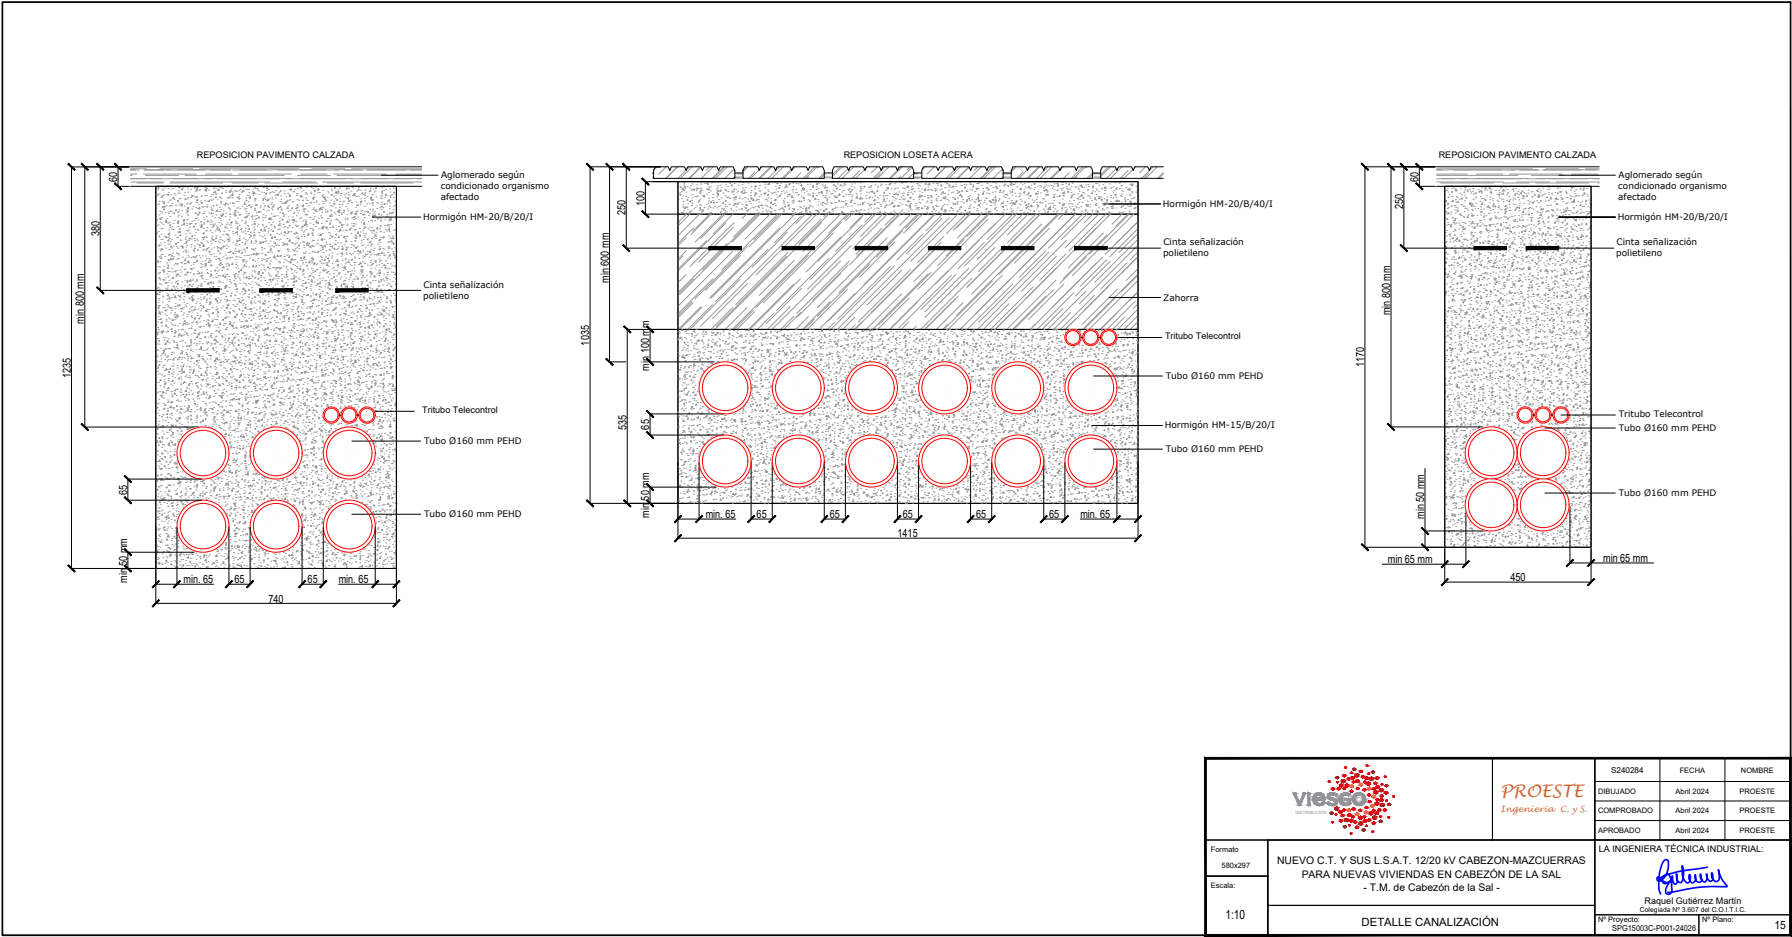 REPOSICION PAVIMENTO CALZADA
60
380
min 800 mm
1235
65
min 50 mm
min. 65
65
65
min. 65
740
Aglomerado según
condicionado organismo
afectado
Hormigón HM-20/B/20/I
Cinta señalización
polietileno
Tritubo Telecontrol
Tubo Ø160 mm PEHD
Tubo Ø160 mm PEHD
REPOSICION LOSETA ACERA
100
250
min 600 mm
1035
min 100 mm
535
65
min 50 mm
min. 65
65
65
65
65
65
min. 65
1415
Hormigón HM-20/B/40/I
Cinta señalización
polietileno
Zahorra
Tritubo Telecontrol
Tubo Ø160 mm PEHD
Hormigón HM-15/B/20/I
Tubo Ø160 mm PEHD
REPOSICION PAVIMENTO CALZADA
60
250
min 800 mm
1170
min 50 mm
min 65 mm
min 65 mm
450
Aglomerado según
condicionado organismo
afectado
Hormigón HM-20/B/20/I
Cinta señalización
polietileno
Tritubo Telecontrol
Tubo Ø160 mm PEHD
Tubo Ø160 mm PEHD
viesgo
DISTRIBUCIÓN
PROESTE
Ingeniería C. y S.
S240284 FECHA NOMBRE
DIBUJADO Abril 2024 PROESTE
COMPROBADO Abril 2024 PROESTE
APROBADO Abril 2024 PROESTE
Formato
580x297
Escala:
1:10
NUEVO C.T. Y SUS L.S.A.T. 12/20 kV CABEZON-MAZCUERRAS
PARA NUEVAS VIVIENDAS EN CABEZÓN DE LA SAL
- T.M. de Cabezón de la Sal -
DETALLE CANALIZACIÓN
LA INGENIERA TÉCNICA INDUSTRIAL:
Raquel Gutiérrez Martín
Colegiada Nº 3.607 del C.O.I.T.I.C.
Nº Proyecto:
SPG15003C-P001-24026
Nº Plano:
15